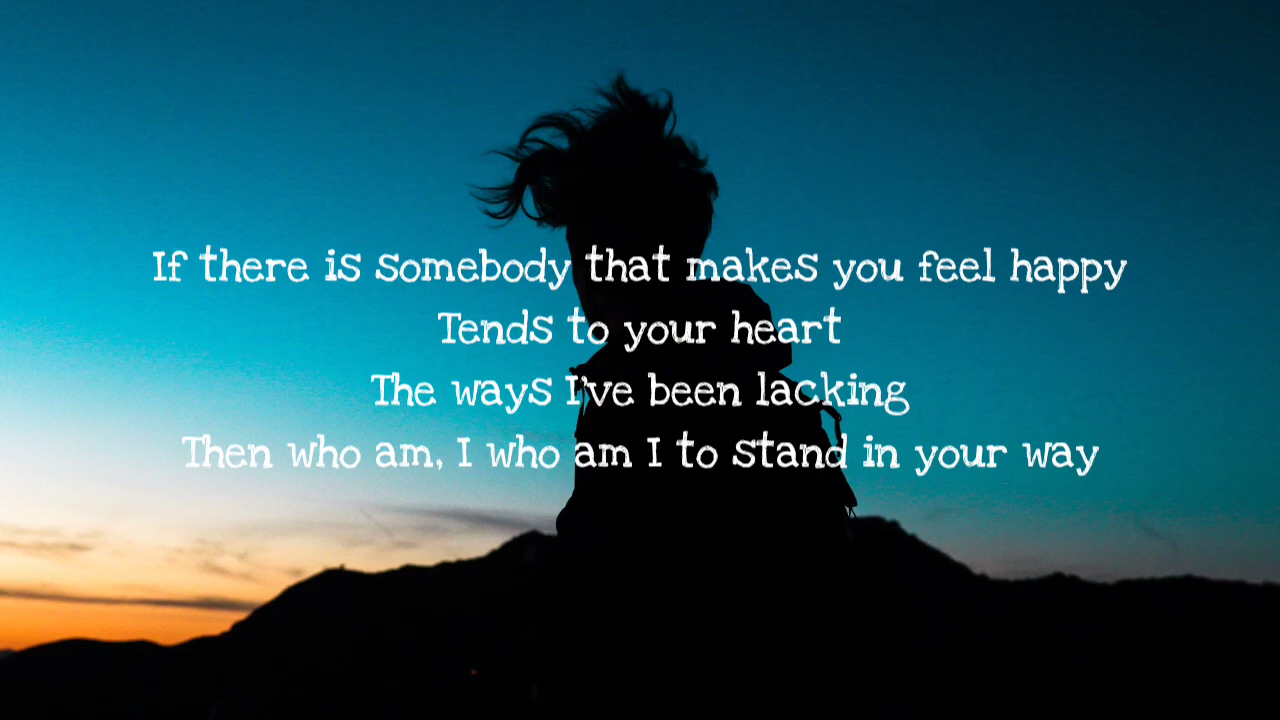 If there is somebody that makes you feel happy
Tends to your heart
The ways I've been lacking
Then who am, I who am I to stand in your way